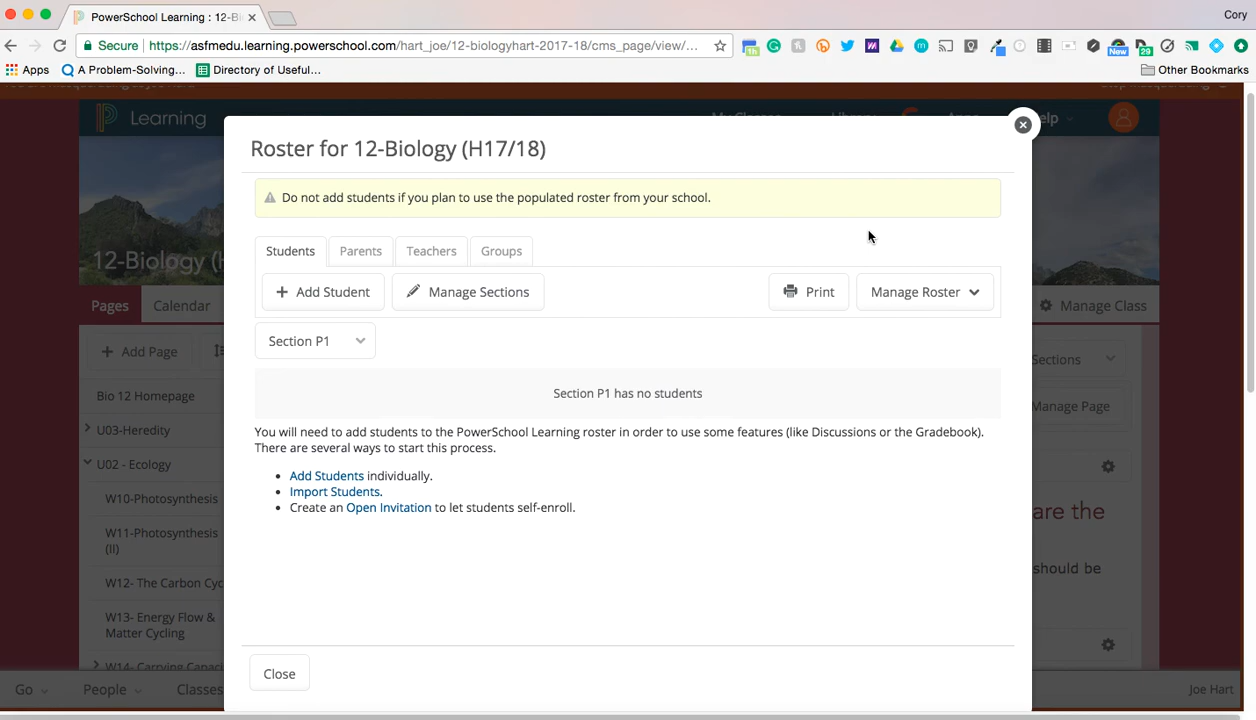 PowerSchool Learning : 12-Bi
Cory
Secure
https://asfmedu.learning.powerschool.com/hart_joe/12-biologyhart-2017-18/cms_page/view/...
1h
New
29
Apps
A Problem-Solving...
Directory of Useful...
Other Bookmarks
Learning
Roster for 12-Biology (H17/18)
Do not add students if you plan to use the populated roster from your school.
12-Biology (H
Students
Parents
Teachers
Groups
Add Student
Manage Sections
Print
Manage Roster
Pages
Calendar
Manage Class
Section P1
Add Page
Sections
Bio 12 Homepage
Section P1 has no students
Manage Page
U03-Heredity
You will need to add students to the PowerSchool Learning roster in order to use some features (like Discussions or the Gradebook).
There are several ways to start this process.
U02 - Ecology
Add Students individually.
Import Students.
Create an Open Invitation to let students self-enroll.
W10-Photosynthesis
are the
W11-Photosynthesis
(II)
should be
W12- The Carbon Cyc
W13- Energy Flow &
Matter Cycling
W14- Carrying Capaci
Close
Go
People
Classes
Joe Hart